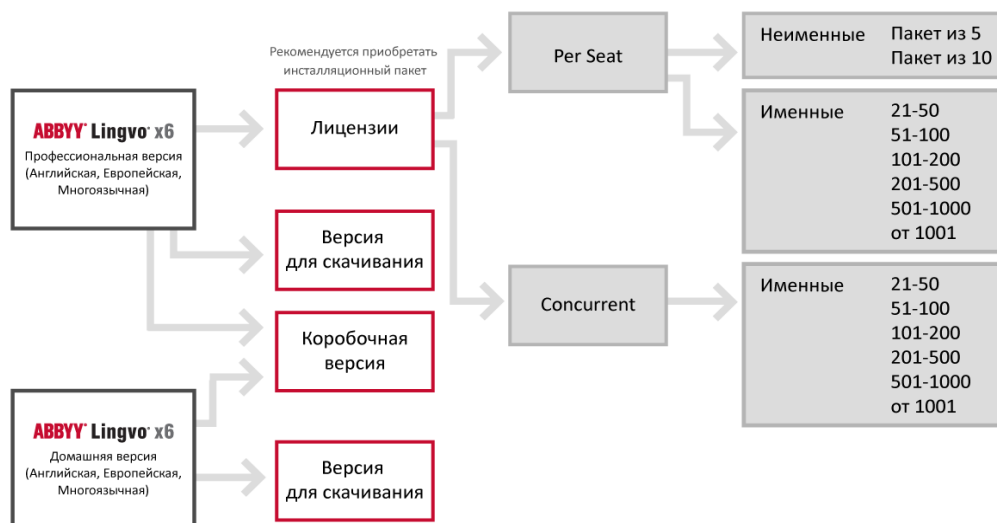 Рекомендуется приобретать
инсталляционный пакет
ABBYY® Lingvo® x6
Профессиональная версия
(Английская, Европейская,
Многоязычная)
Лицензии
Версия
для скачивания
Коробочная
версия
ABBYY® Lingvo® x6
Домашняя версия
(Английская, Европейская,
Многоязычная)
Версия
для скачивания
Per Seat
Concurrent
Неименные Пакет из 5
Пакет из 10
Именные 21-50
51-100
101-200
201-500
501-1000
от 1001
Именные 21-50
51-100
101-200
201-500
501-1000
от 1001